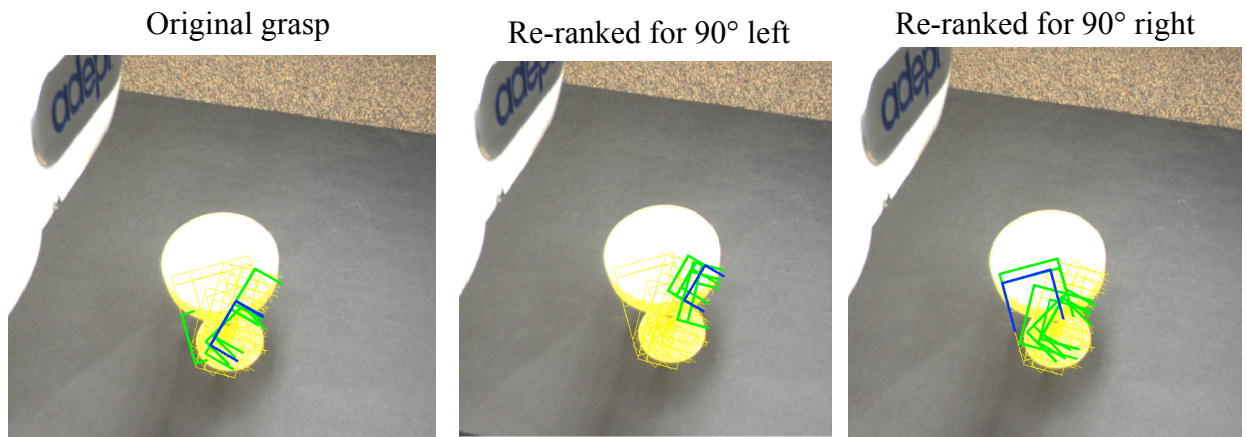 Original grasp
Re-ranked for 90° left
Re-ranked for 90° right
adept
adept
adept